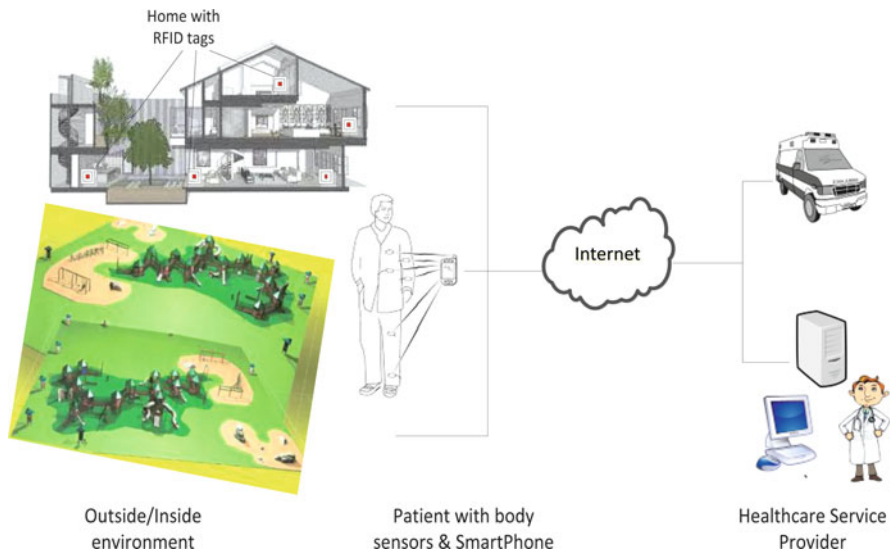 Home with
RFID tags
Internet
Outside/Inside
environment
Patient with body
sensors & SmartPhone
Healthcare Service
Provider